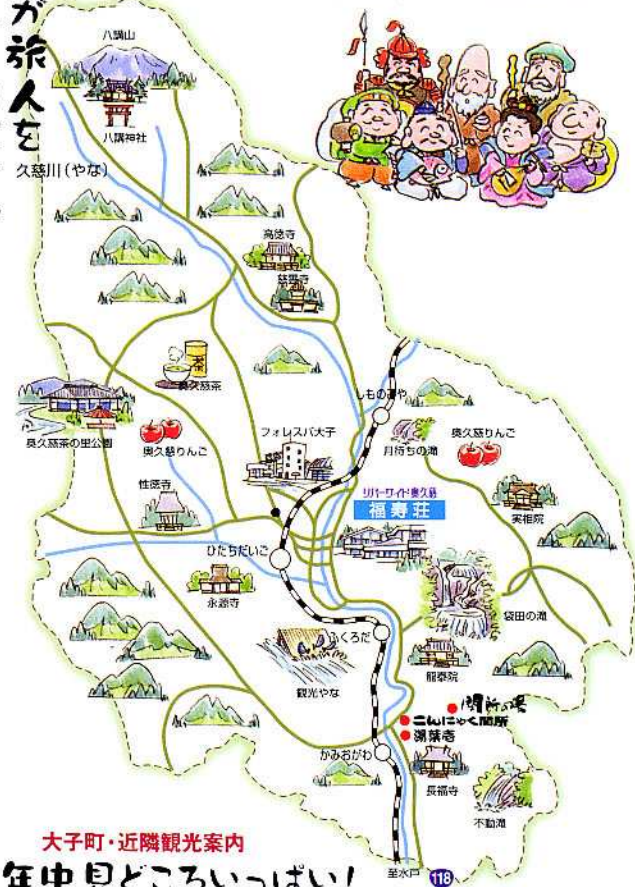 が旅人を
八溝山
八溝神社
久慈川(やな)
高徳寺
慈雲寺
奥久慈茶
しものみや
奥久慈茶の里公園
奥久慈りんご
フォレスパ大子
月待ちの滝
奥久慈りんご
性徳寺
リバーサイド奥久慈
福寿荘
実相院
ひたちだいご
永源寺
袋田の滝
ふくろだ
観光やな
龍泰院
関所の湯
こんにゃく関所
湯葉壱
かみおがわ
長福寺
不動滝
大子町・近隣観光案内
年中見どころいっぱい!
至水戸
118